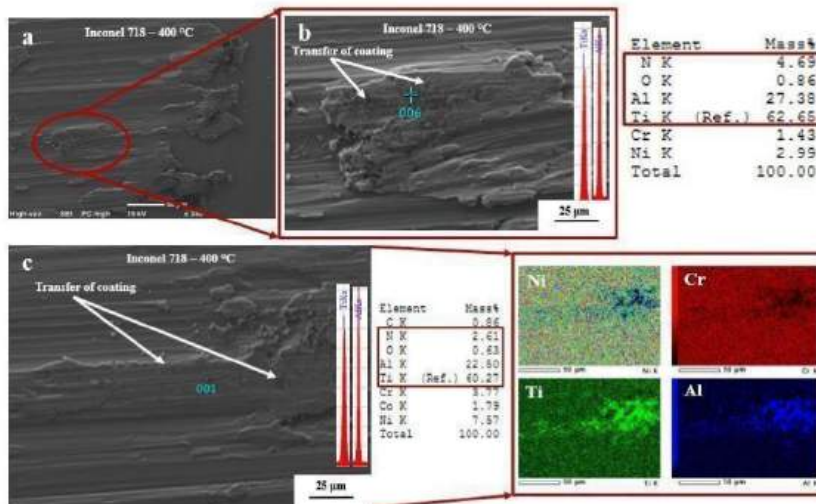 a
Inconel 718 – 400 °C
b
Inconel 718 – 400 °C
Transfer of coating
006
25 μm
Element Mass%
N K 4.69
O K 0.86
Al K 27.38
Ti K (Ref.) 62.65
Cr K 1.43
Ni K 2.99
Total 100.00
c
Inconel 718 – 400 °C
Transfer of coating
001
25 μm
Element Mass%
C K 0.86
N K 2.61
O K 0.63
Al K 22.50
Ti K (Ref.) 60.27
Cr K 3.77
Co K 1.79
Ni K 7.57
Total 100.00
Ni
Cr
Ti
Al